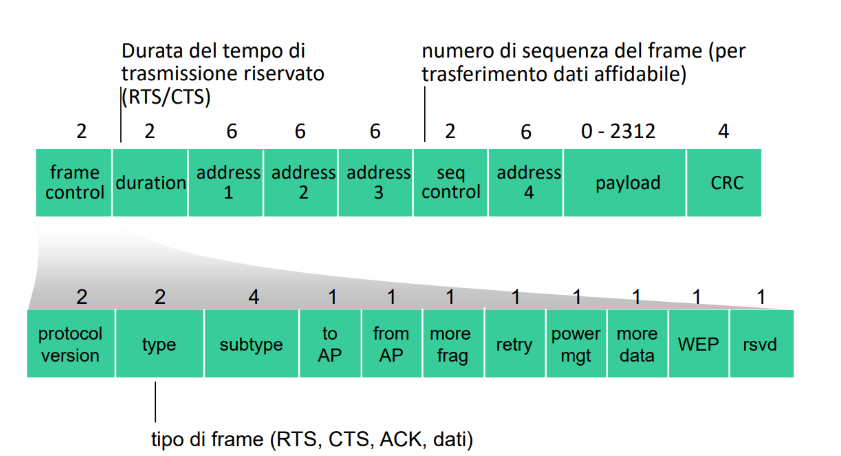 Durata del tempo di
trasmissione riservato
(RTS/CTS)
numero di sequenza del frame (per
trasferimento dati affidabile)
2 2 6 6 6 2 6 0 - 2312 4
frame control duration address 1 address 2 address 3 seq control address 4 payload CRC
2 2 4 1 1 1 1 1 1 1 1
protocol version type subtype to AP from AP more frag retry power mgt more data WEP rsvd
tipo di frame (RTS, CTS, ACK, dati)